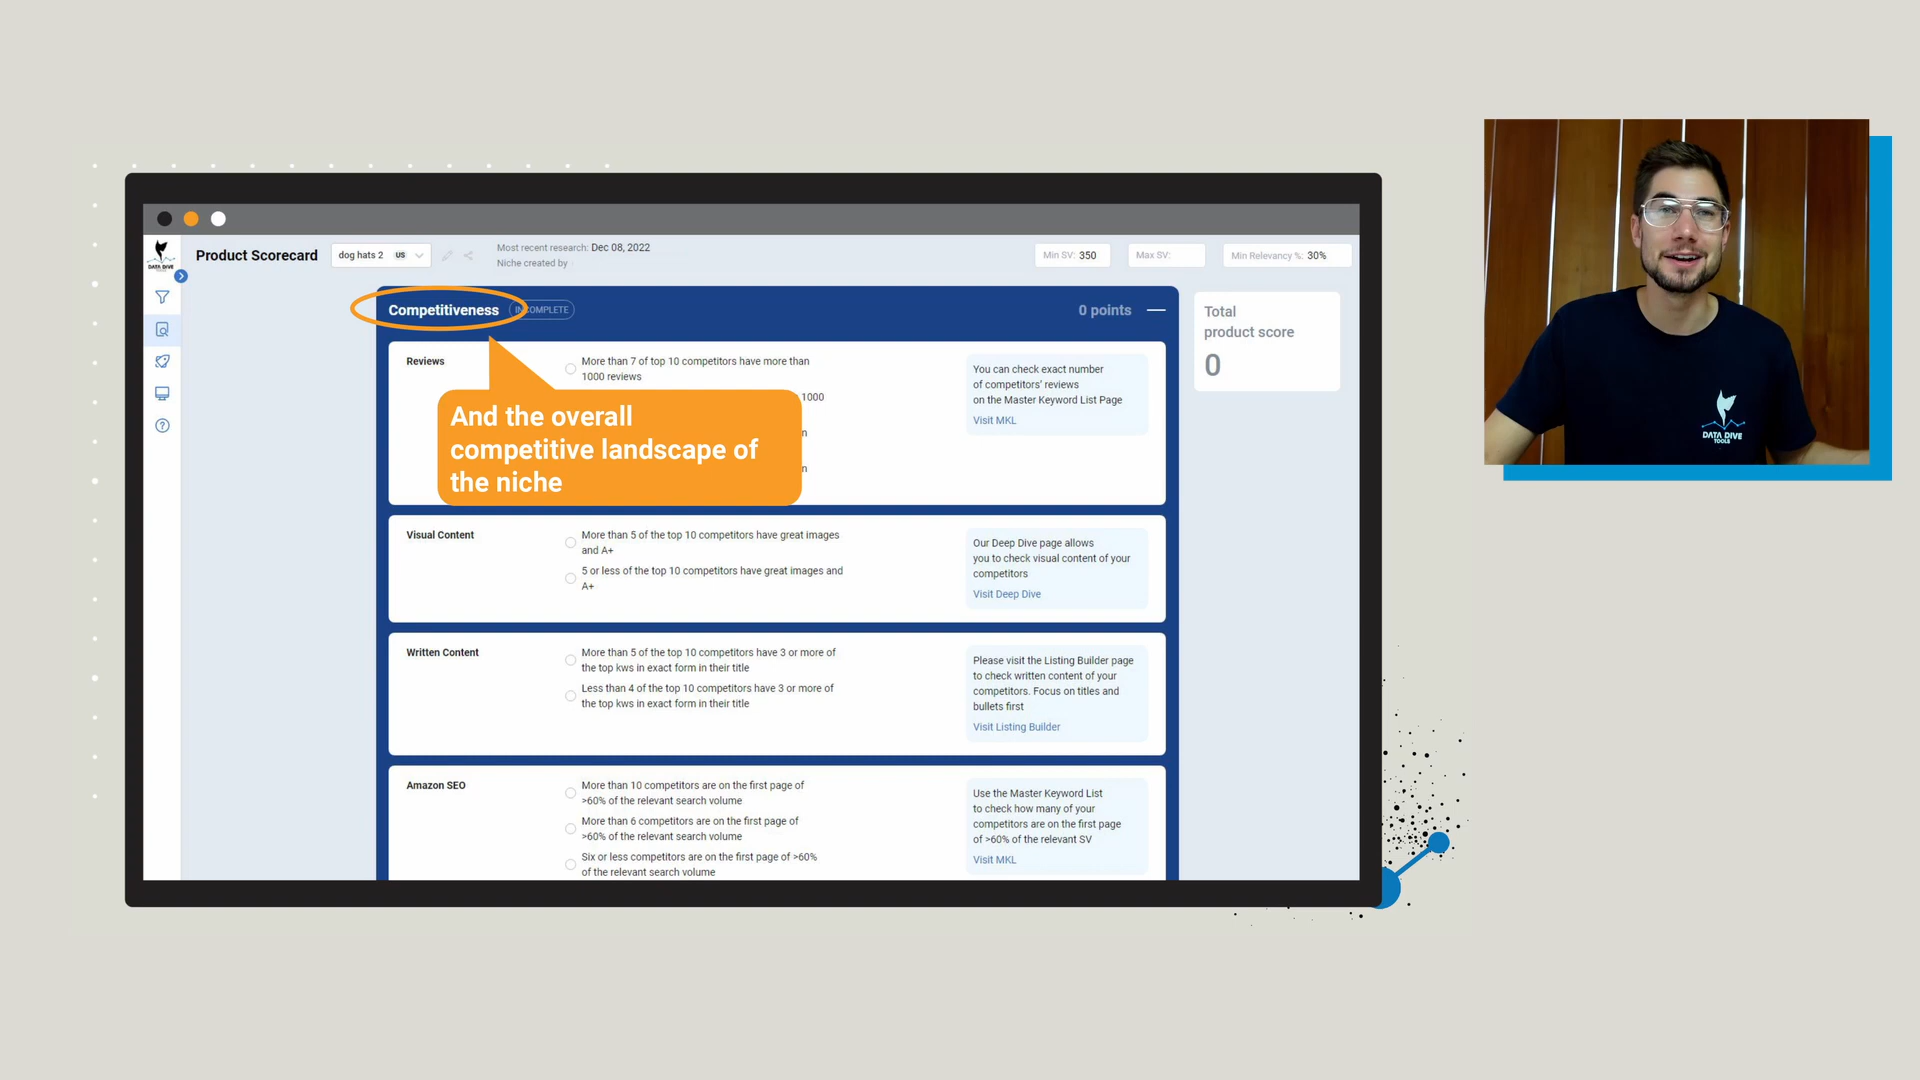 DATA DIVE
TOOLS
Product Scorecard
dog hats 2 US
Most recent research: Dec 08, 2022
Niche created by
Min SV: 350
Max SV:
Min Relevancy %: 30%
Competitiveness
INCOMPLETE
0 points
Total
product score
0
Reviews
More than 7 of top 10 competitors have more than
1000 reviews
1000
n
n
You can check exact number
of competitors' reviews
on the Master Keyword List Page
Visit MKL
And the overall
competitive landscape of
the niche
Visual Content
More than 5 of the top 10 competitors have great images
and A+
5 or less of the top 10 competitors have great images and
A+
Our Deep Dive page allows
you to check visual content of your
competitors
Visit Deep Dive
Written Content
More than 5 of the top 10 competitors have 3 or more of
the top kws in exact form in their title
Less than 4 of the top 10 competitors have 3 or more of
the top kws in exact form in their title
Please visit the Listing Builder page
to check written content of your
competitors. Focus on titles and
bullets first
Visit Listing Builder
Amazon SEO
More than 10 competitors are on the first page of
>60% of the relevant search volume
More than 6 competitors are on the first page of
>60% of the relevant search volume
Six or less competitors are on the first page of >60%
of the relevant search volume
Use the Master Keyword List
to check how many of your
competitors are on the first page
of >60% of the relevant SV
Visit MKL
DATA DIVE
TOOLS